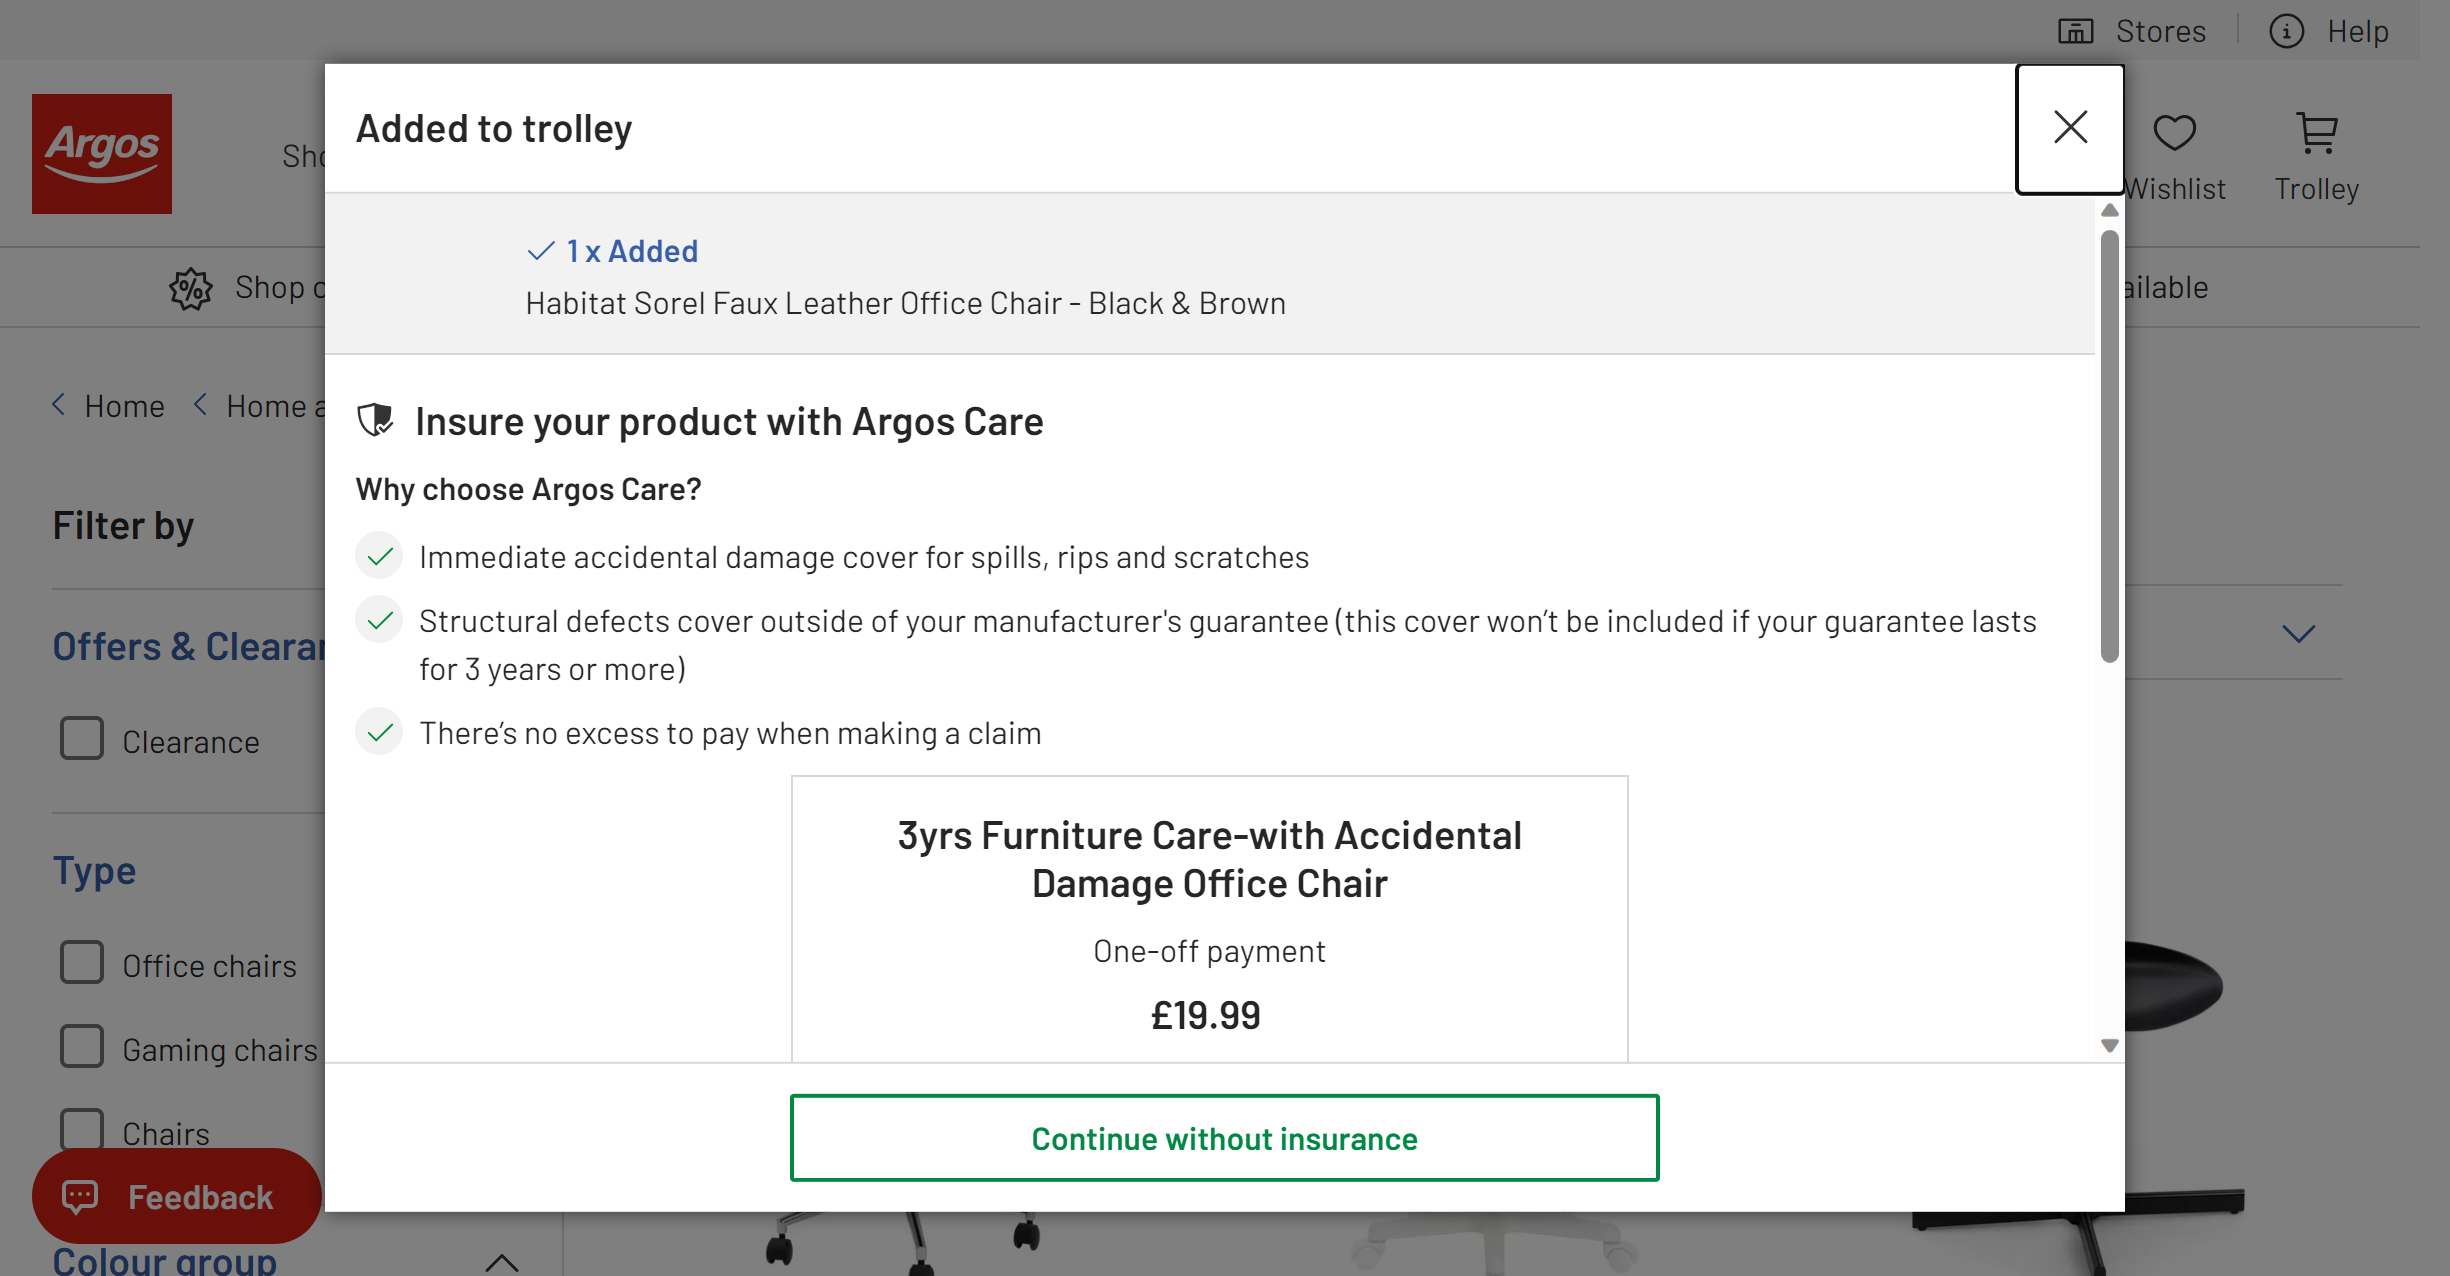 Stores
Help
Argos
Sho
Wishlist
Trolley
Shop o
ailable
Home
Home a
Filter by
Offers & Clearan
Clearance
Type
Office chairs
Gaming chairs
Chairs
Feedback
Colour group
Added to trolley
1 x Added
Habitat Sorel Faux Leather Office Chair - Black & Brown
Insure your product with Argos Care
Why choose Argos Care?
Immediate accidental damage cover for spills, rips and scratches
Structural defects cover outside of your manufacturer's guarantee (this cover won’t be included if your guarantee lasts
for 3 years or more)
There’s no excess to pay when making a claim
3yrs Furniture Care-with Accidental
Damage Office Chair
One-off payment
£19.99
Continue without insurance